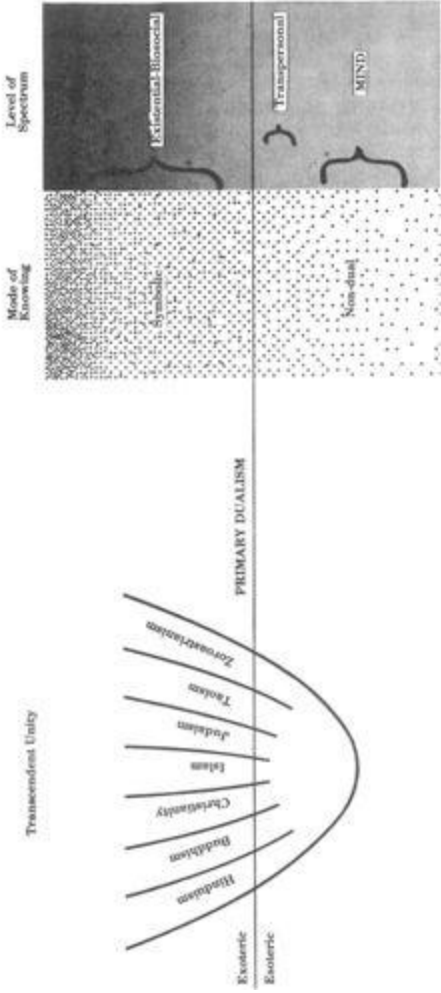 Transcendent Unity
Mode of
Knowing
Level of
Spectrum
Hinduism
Buddhism
Christianity
Islam
Judaism
Taoism
Zoroastrianism
Symbolic
Existential-Biosocial
Exoteric
PRIMARY DUALISM
Esoteric
Transpersonal
Non-dual
MIND